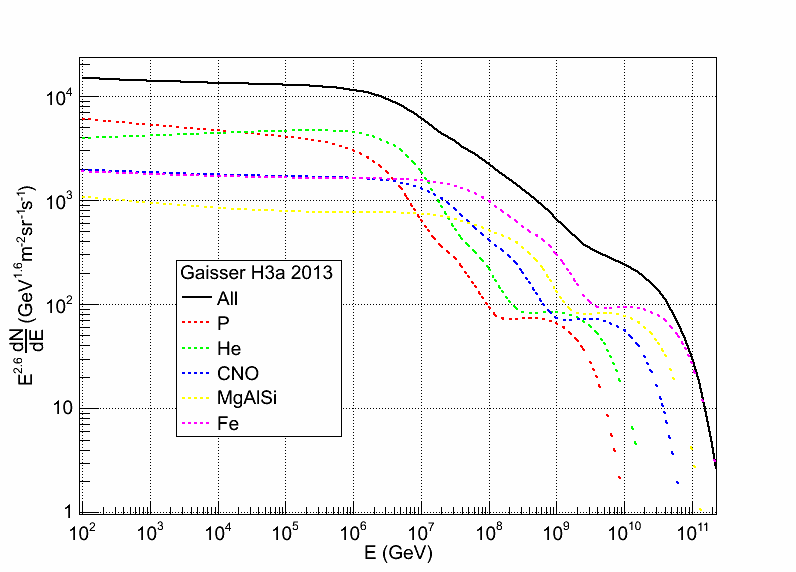 E^2.6 dN/dE (GeV^1.6 m^-2 sr^-1 s^-1)
10^4
10^3
10^2
10
1
Gaisser H3a 2013
All
P
He
CNO
MgAlSi
Fe
10^2 10^3 10^4 10^5 10^6 10^7 10^8 10^9 10^10 10^11
E (GeV)